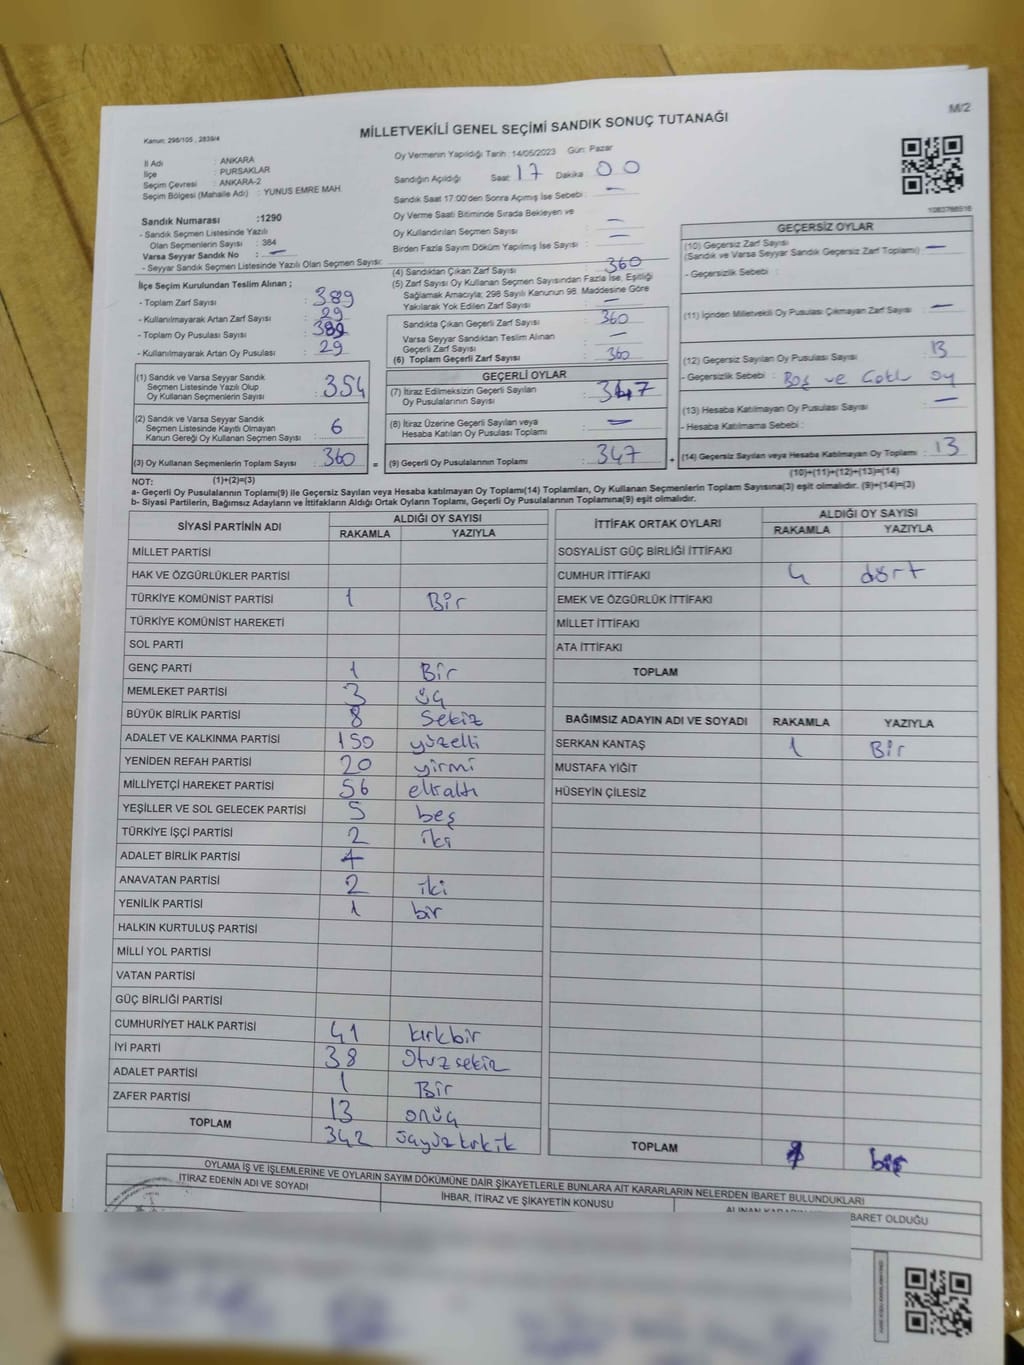 M/2
Kanun: 298/105, 2839/4
MİLLETVEKİLİ GENEL SEÇİMİ SANDIK SONUÇ TUTANAĞI
İl Adı : ANKARA
İlçe : PURSAKLAR
Seçim Çevresi : ANKARA-2
Seçim Bölgesi (Mahalle Adı) : YUNUS EMRE MAH.
Sandık Numarası :1290
- Sandık Seçmen Listesinde Yazılı
Olan Seçmenlerin Sayısı : 384
Varsa Seyyar Sandık No : —
- Seyyar Sandık Seçmen Listesinde Yazılı Olan Seçmen Sayısı:
Oy Vermenin Yapıldığı Tarih :14/05/2023 Gün: Pazar
Sandığın Açıldığı Saat: 17 Dakika 00
Sandık Saat 17:00'den Sonra Açılmış İse Sebebi : —
Oy Verme Saati Bitiminde Sırada Bekleyen ve
Oy Kullandırılan Seçmen Sayısı : —
Birden Fazla Sayım Döküm Yapılmış İse Sayısı : —
(4) Sandıktan Çıkan Zarf Sayısı : 360
(5) Zarf Sayısı Oy Kullanan Seçmen Sayısından Fazla İse, Eşitliği
Sağlamak Amacıyla; 298 Sayılı Kanunun 98. Maddesine Göre
Yakılarak Yok Edilen Zarf Sayısı : —
İlçe Seçim Kurulundan Teslim Alınan ;
- Toplam Zarf Sayısı : 389
- Kullanılmayarak Artan Zarf Sayısı : 29
- Toplam Oy Pusulası Sayısı : 389
- Kullanılmayarak Artan Oy Pusulası : 29
Sandıkta Çıkan Geçerli Zarf Sayısı : 360
Varsa Seyyar Sandıktan Teslim Alınan
Geçerli Zarf Sayısı : —
(6) Toplam Geçerli Zarf Sayısı : 360
(1) Sandık ve Varsa Seyyar Sandık
Seçmen Listesinde Yazılı Olup
Oy Kullanan Seçmenlerin Sayısı : 354
(2) Sandık ve Varsa Seyyar Sandık
Seçmen Listesinde Kayıtlı Olmayan
Kanun Gereği Oy Kullanan Seçmen Sayısı : 6
(3) Oy Kullanan Seçmenlerin Toplam Sayısı : 360 =
(1)+(2)=(3)
GEÇERLİ OYLAR
(7) İtiraz Edilmeksizin Geçerli Sayılan
Oy Pusulalarının Sayısı : 347
(8) İtiraz Üzerine Geçerli Sayılan veya
Hesaba Katılan Oy Pusulası Toplamı : —
(9) Geçerli Oy Pusulalarının Toplamı : 347 +
GEÇERSİZ OYLAR
(10) Geçersiz Zarf Sayısı : —
(Sandık ve Varsa Seyyar Sandık Geçersiz Zarf Toplamı)
- Geçersizlik Sebebi :
(11) İçinden Milletvekili Oy Pusulası Çıkmayan Zarf Sayısı : —
(12) Geçersiz Sayılan Oy Pusulası Sayısı : 13
- Geçersizlik Sebebi : Boş ve
oy
(13) Hesaba Katılmayan Oy Pusulası Sayısı : —
- Hesaba Katılmama Sebebi :
(14) Geçersiz Sayılan veya Hesaba Katılmayan Oy Toplamı : 13
(10)+(11)+(12)+(13)=(14)
NOT:
a- Geçerli Oy Pusulalarının Toplamı(9) ile Geçersiz Sayılan veya Hesaba katılmayan Oy Toplamı(14) Toplamları, Oy Kullanan Seçmenlerin Toplam Sayısına(3) eşit olmalıdır. (9)+(14)=(3)
b- Siyasi Partilerin, Bağımsız Adayların ve İttifakların Aldığı Ortak Oyların Toplamı, Geçerli Oy Pusulalarının Toplamına(9) eşit olmalıdır.
SİYASİ PARTİNİN ADI ALDIĞI OY SAYISI
RAKAMLA YAZIYLA
MİLLET PARTİSİ
HAK VE ÖZGÜRLÜKLER PARTİSİ
TÜRKİYE KOMÜNİST PARTİSİ 1 Bir
TÜRKİYE KOMÜNİST HAREKETİ
SOL PARTİ
GENÇ PARTİ 1 Bir
MEMLEKET PARTİSİ 3 üç
BÜYÜK BİRLİK PARTİSİ 8 sekiz
ADALET VE KALKINMA PARTİSİ 150 yüzelli
YENİDEN REFAH PARTİSİ 20 yirmi
MİLLİYETÇİ HAREKET PARTİSİ 56 ellialtı
YEŞİLLER VE SOL GELECEK PARTİSİ 5 beş
TÜRKİYE İŞÇİ PARTİSİ 2 iki
ADALET BİRLİK PARTİSİ
ANAVATAN PARTİSİ 2 iki
YENİLİK PARTİSİ 1 bir
HALKIN KURTULUŞ PARTİSİ
MİLLİ YOL PARTİSİ
VATAN PARTİSİ
GÜÇ BİRLİĞİ PARTİSİ
CUMHURİYET HALK PARTİSİ 41 kırkbir
İYİ PARTİ 38 otuzsekiz
ADALET PARTİSİ 1 Bir
ZAFER PARTİSİ 13 onüç
TOPLAM 342 üçyüzkırkik
İTTİFAK ORTAK OYLARI ALDIĞI OY SAYISI
RAKAMLA YAZIYLA
SOSYALİST GÜÇ BİRLİĞİ İTTİFAKI
CUMHUR İTTİFAKI 4 dört
EMEK VE ÖZGÜRLÜK İTTİFAKI
MİLLET İTTİFAKI
ATA İTTİFAKI
TOPLAM
BAĞIMSIZ ADAYIN ADI VE SOYADI RAKAMLA YAZIYLA
SERKAN KANTAŞ 1 Bir
MUSTAFA YİĞİT
HÜSEYİN ÇİLESİZ
TOPLAM bir
OYLAMA İŞ VE İŞLEMLERİNE VE OYLARIN SAYIM DÖKÜMÜNE DAİR ŞİKAYETLERLE BUNLARA AİT KARARLARIN NELERDEN İBARET BULUNDUKLARI
İTİRAZ EDENİN ADI VE SOYADI
İHBAR, İTİRAZ VE ŞİKAYETİN KONUSU
BARET OLDUĞU